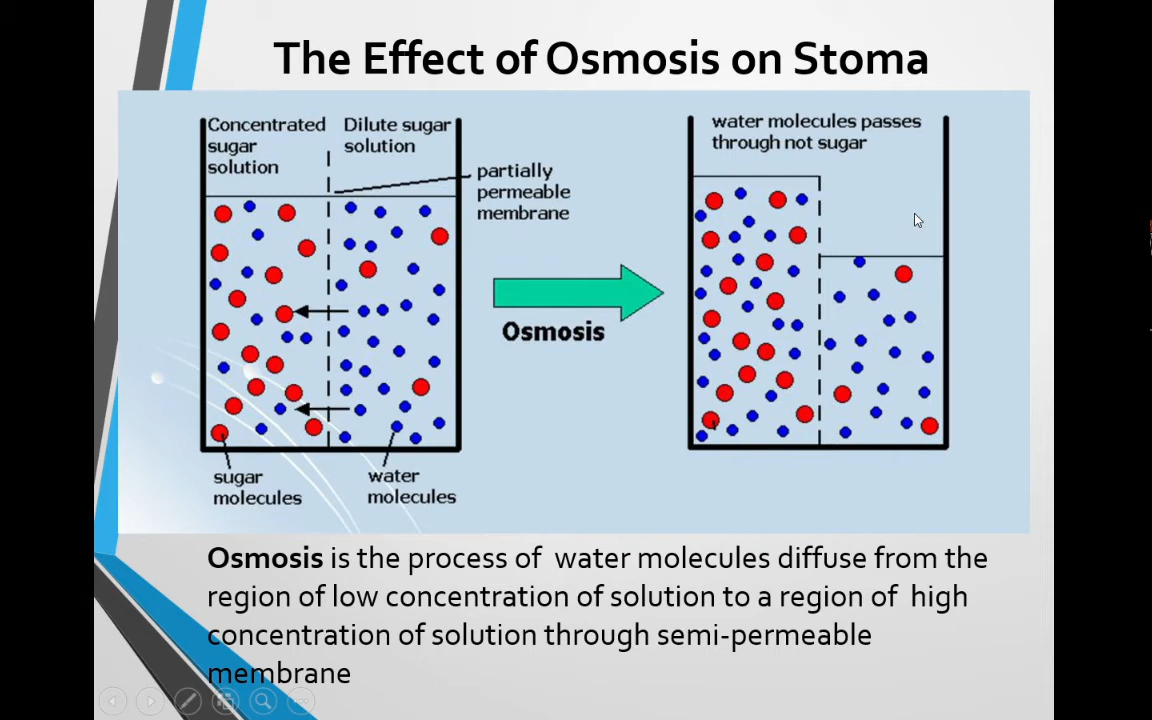 The Effect of Osmosis on Stoma
Concentrated
sugar
solution
Dilute sugar
solution
partially
permeable
membrane
water molecules passes
through not sugar
Osmosis
sugar
molecules
water
molecules
Osmosis is the process of water molecules diffuse from the
region of low concentration of solution to a region of high
concentration of solution through semi-permeable
membrane